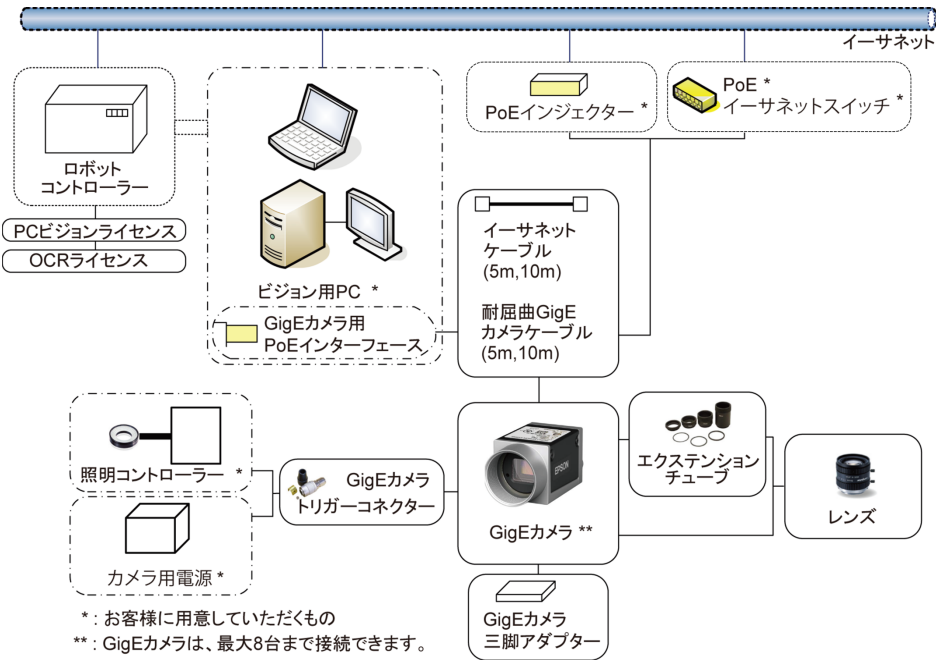 イーサネット
ロボット
コントローラー
PCビジョンライセンス
OCRライセンス
ビジョン用PC *
GigEカメラ用
PoEインターフェース
PoEインジェクター *
PoE *
イーサネットスイッチ *
イーサネット
ケーブル
(5m,10m)
耐屈曲GigE
カメラケーブル
(5m,10m)
照明コントローラー *
カメラ用電源 *
GigEカメラ
トリガーコネクター
EPSON
GigEカメラ **
エクステンション
チューブ
レンズ
GigEカメラ
三脚アダプター
* : お客様に用意していただくもの
** : GigEカメラは、最大8台まで接続できます。